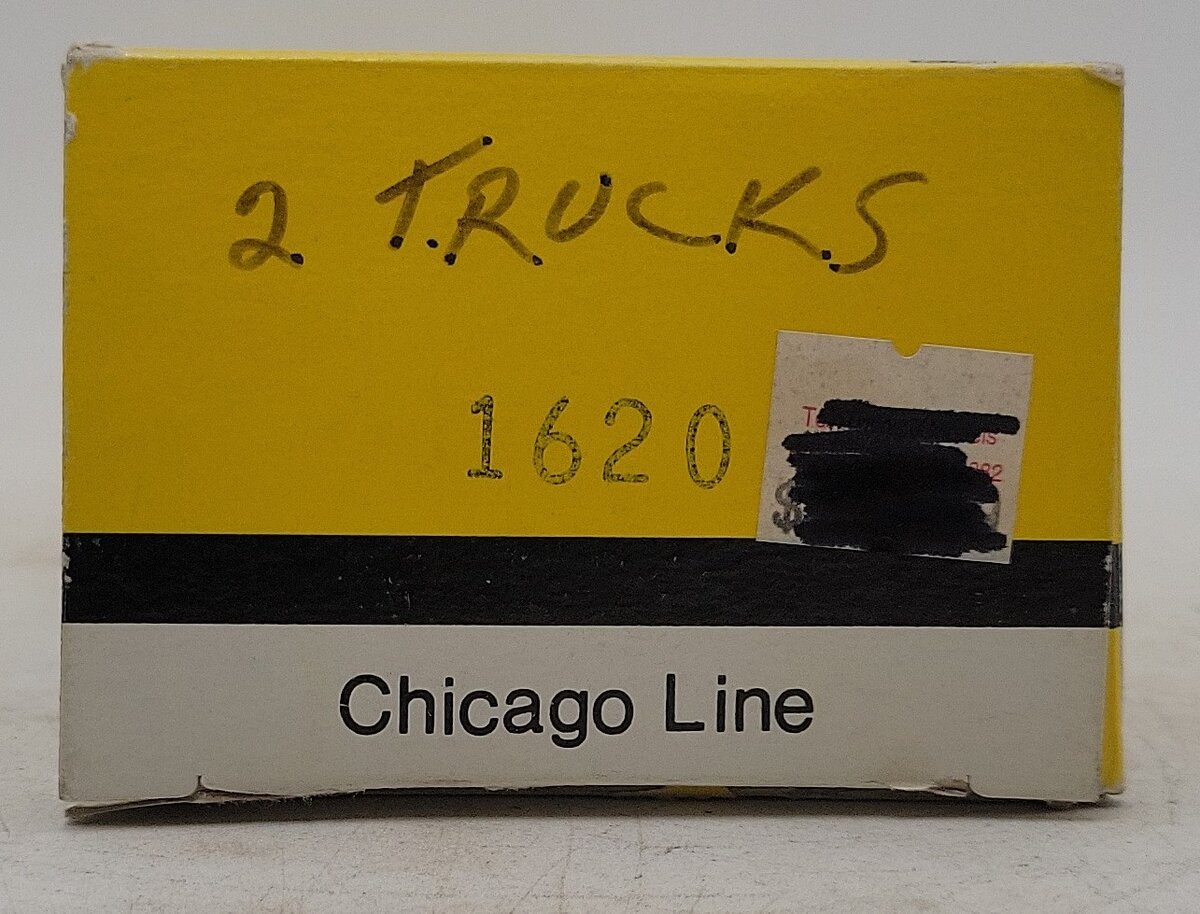 2 TRUCKS
1620
$
Chicago Line